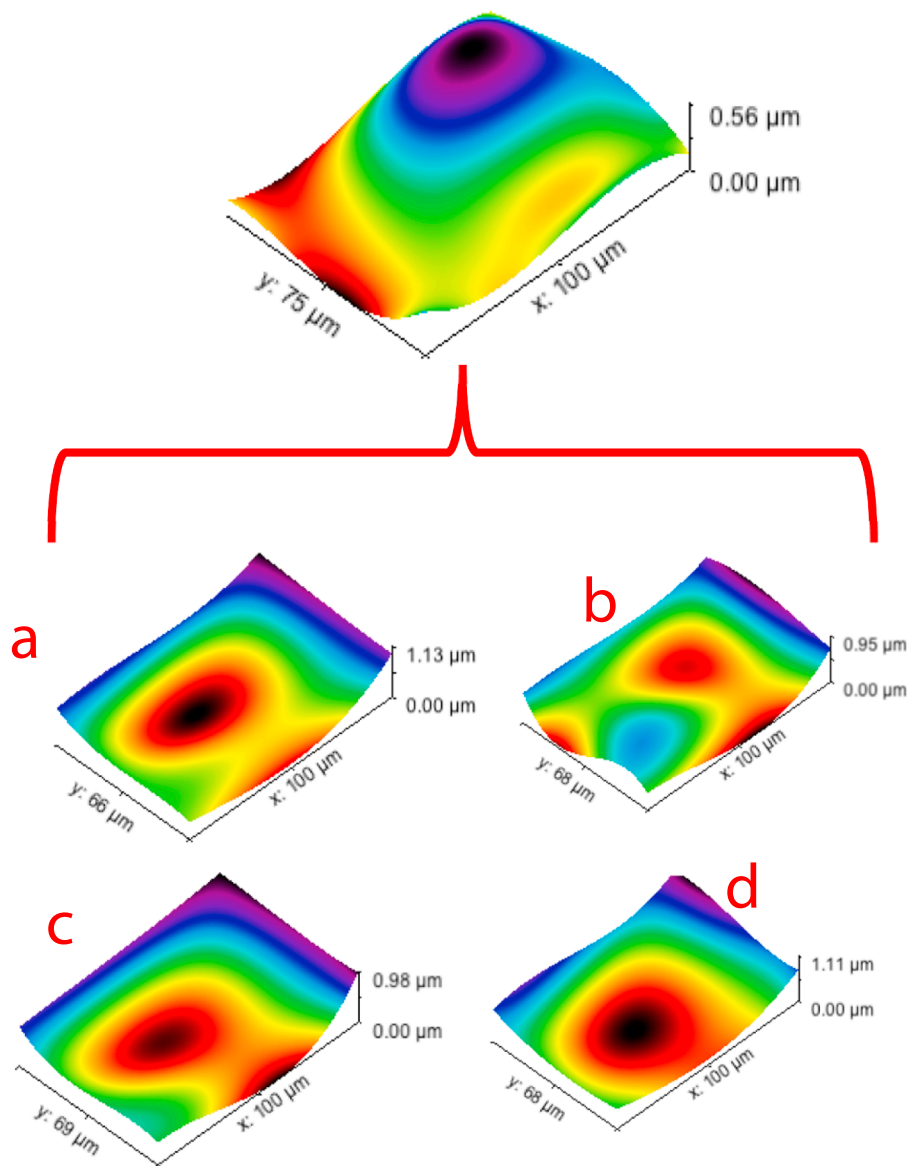 0.56 µm
0.00 µm
y: 75 µm
x: 100 µm
a
1.13 µm
0.00 µm
y: 66 µm
x: 100 µm
b
0.95 µm
0.00 µm
y: 68 µm
x: 100 µm
c
0.98 µm
0.00 µm
y: 69 µm
x: 100 µm
d
1.11 µm
0.00 µm
y: 68 µm
x: 100 µm